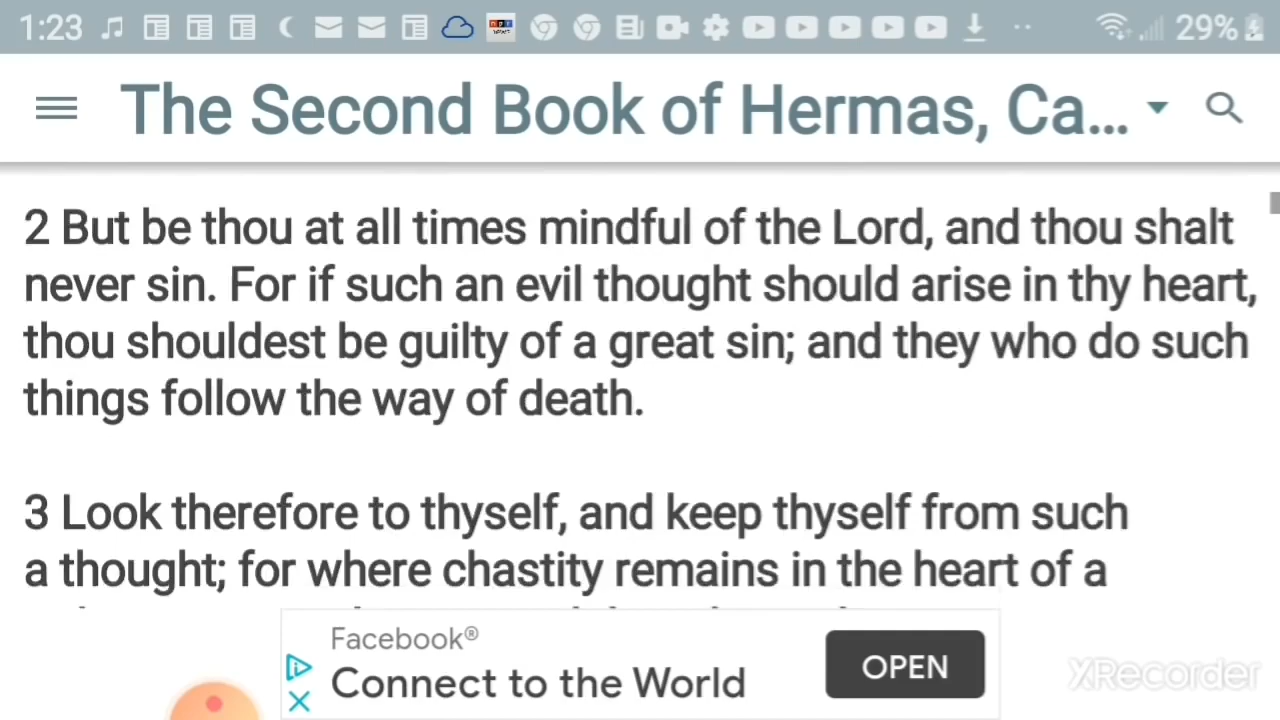 1:23
29%
The Second Book of Hermas, Ca...
2 But be thou at all times mindful of the Lord, and thou shalt
never sin. For if such an evil thought should arise in thy heart,
thou shouldest be guilty of a great sin; and they who do such
things follow the way of death.
3 Look therefore to thyself, and keep thyself from such
a thought; for where chastity remains in the heart of a
Facebook®
Connect to the World
OPEN
XRecorder